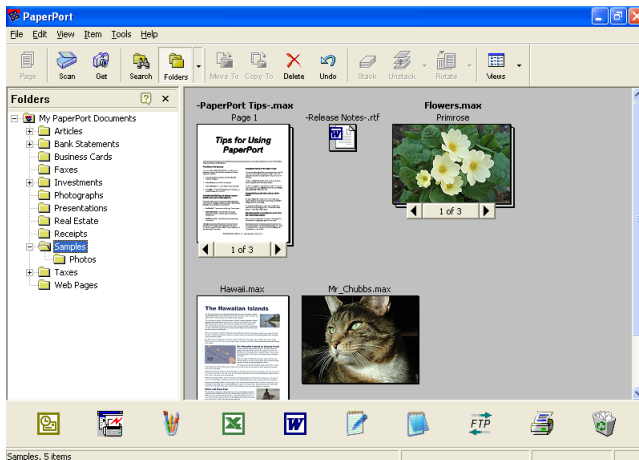 PaperPort
File Edit View Item Tools Help
Page Scan Get Search Folders Move To Copy To Delete Undo Stack Unstack Rotate Views
Folders
My PaperPort Documents
Articles
Bank Statements
Business Cards
Faxes
Investments
Photographs
Presentations
Real Estate
Receipts
Samples
Photos
Taxes
Web Pages
-PaperPort Tips-.max
Page 1
Tips for Using
PaperPort
1 of 3
-Release Notes-.rtf
Flowers.max
Primrose
1 of 3
Hawaii.max
The Hawaiian Islands
Mr_Chubbs.max
FTP
Samples, 5 items